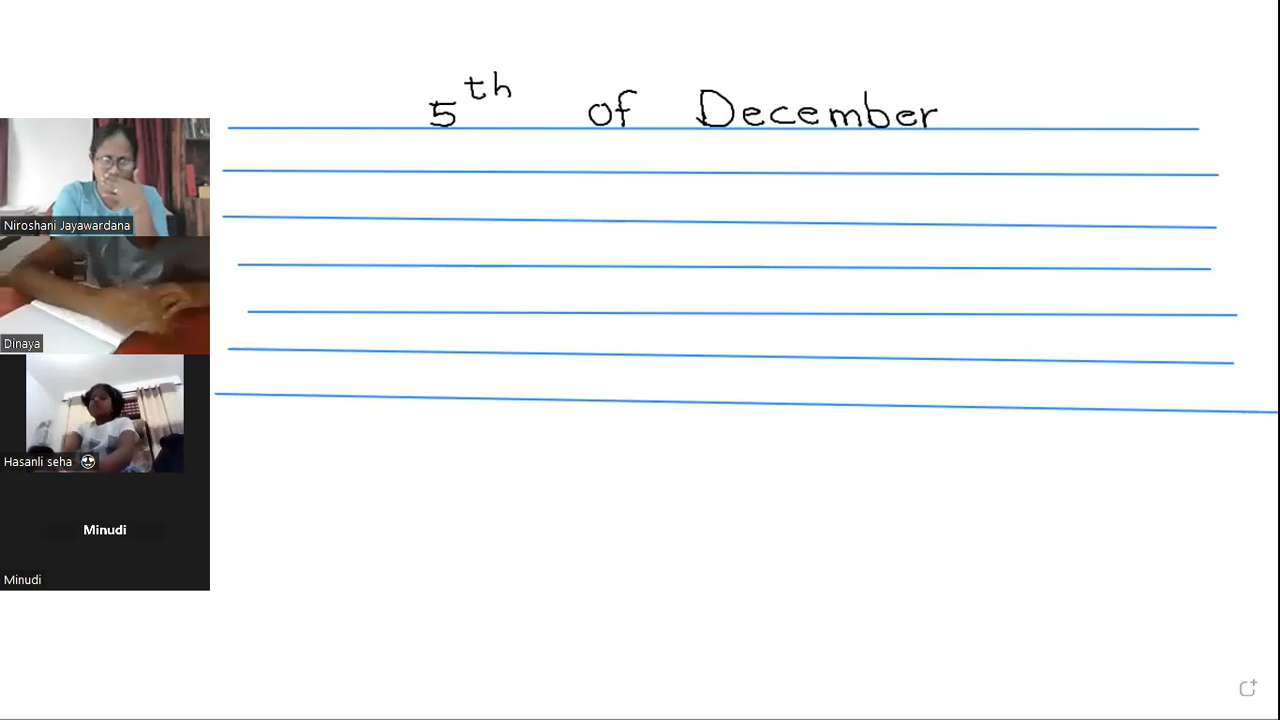 5th of December
Niroshani Jayawardana
Dinaya
Hasanli seha 🤩
Minudi
Minudi